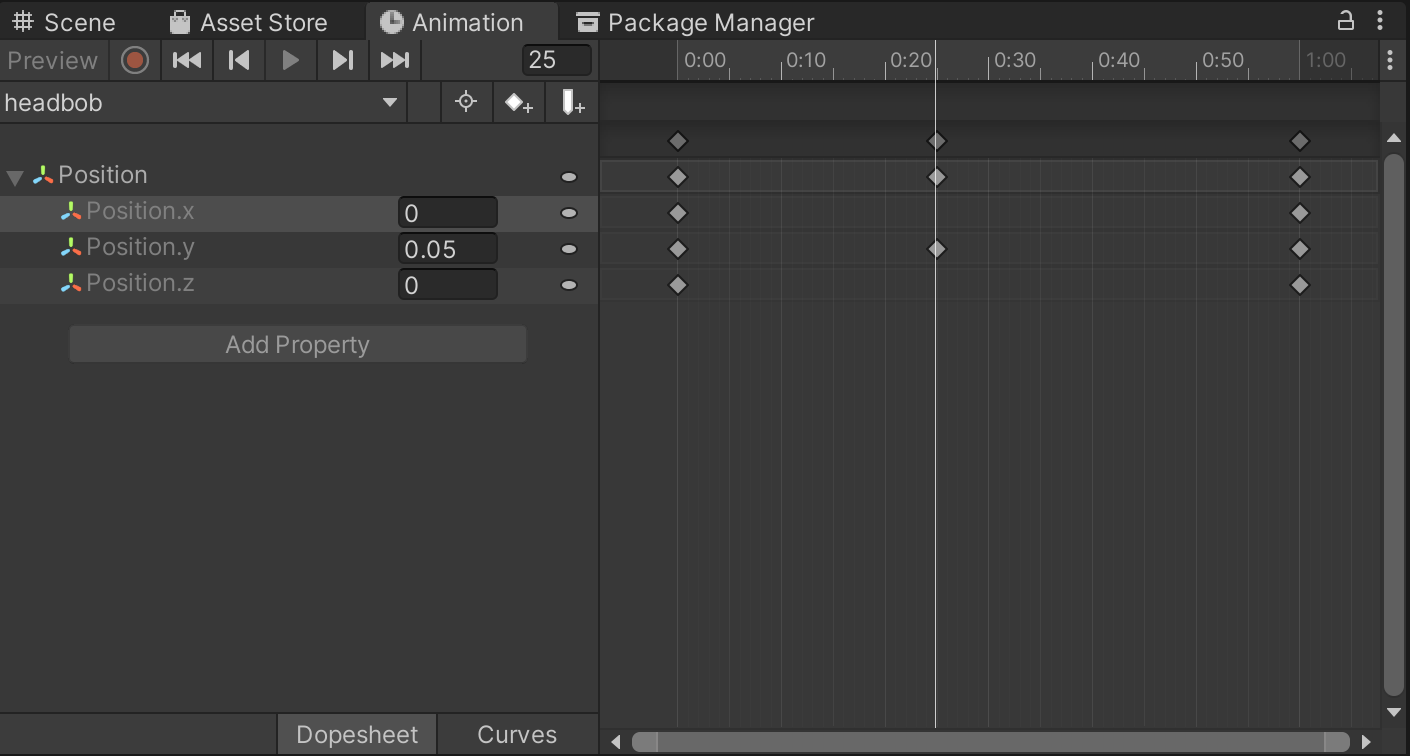 Scene Asset Store Animation Package Manager
Preview 25 0:00 0:10 0:20 0:30 0:40 0:50 1:00
headbob
Position
Position.x 0
Position.y 0.05
Position.z 0
Add Property
Dopesheet Curves